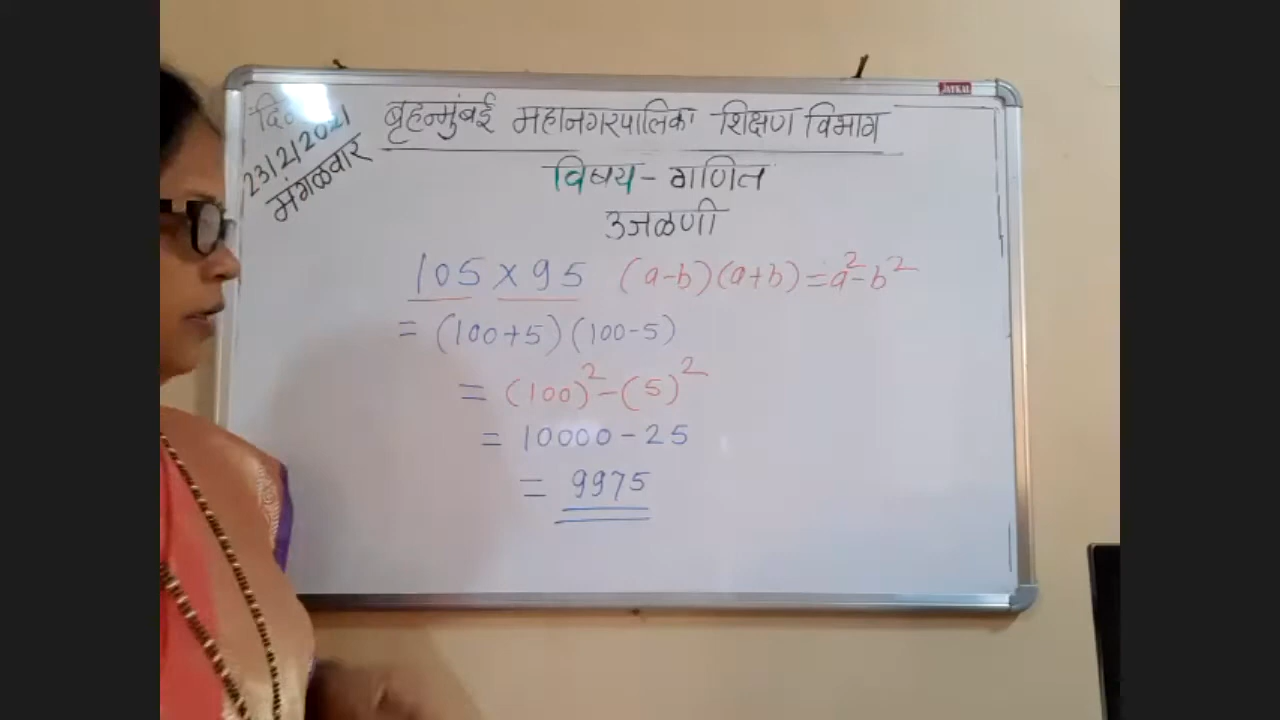 23/2/2021
मंगळवार
बृहन्मुंबई महानगरपालिका शिक्षण विभाग
विषय - गणित
उजळणी
105 × 95 (a-b)(a+b) = a²-b²
= (100+5)(100-5)
= (100)² - (5)²
= 10000 - 25
= 9975